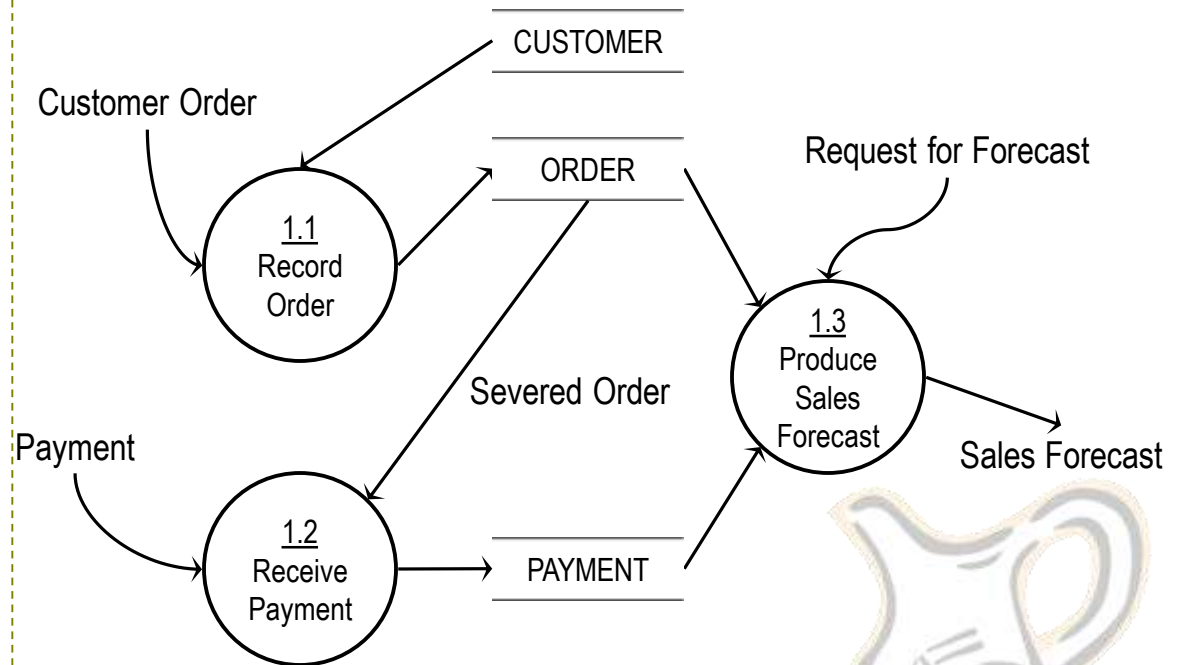 CUSTOMER
Customer Order
ORDER
Request for Forecast
1.1
Record
Order
1.3
Produce
Sales
Forecast
Severed Order
Payment
Sales Forecast
1.2
Receive
Payment
PAYMENT